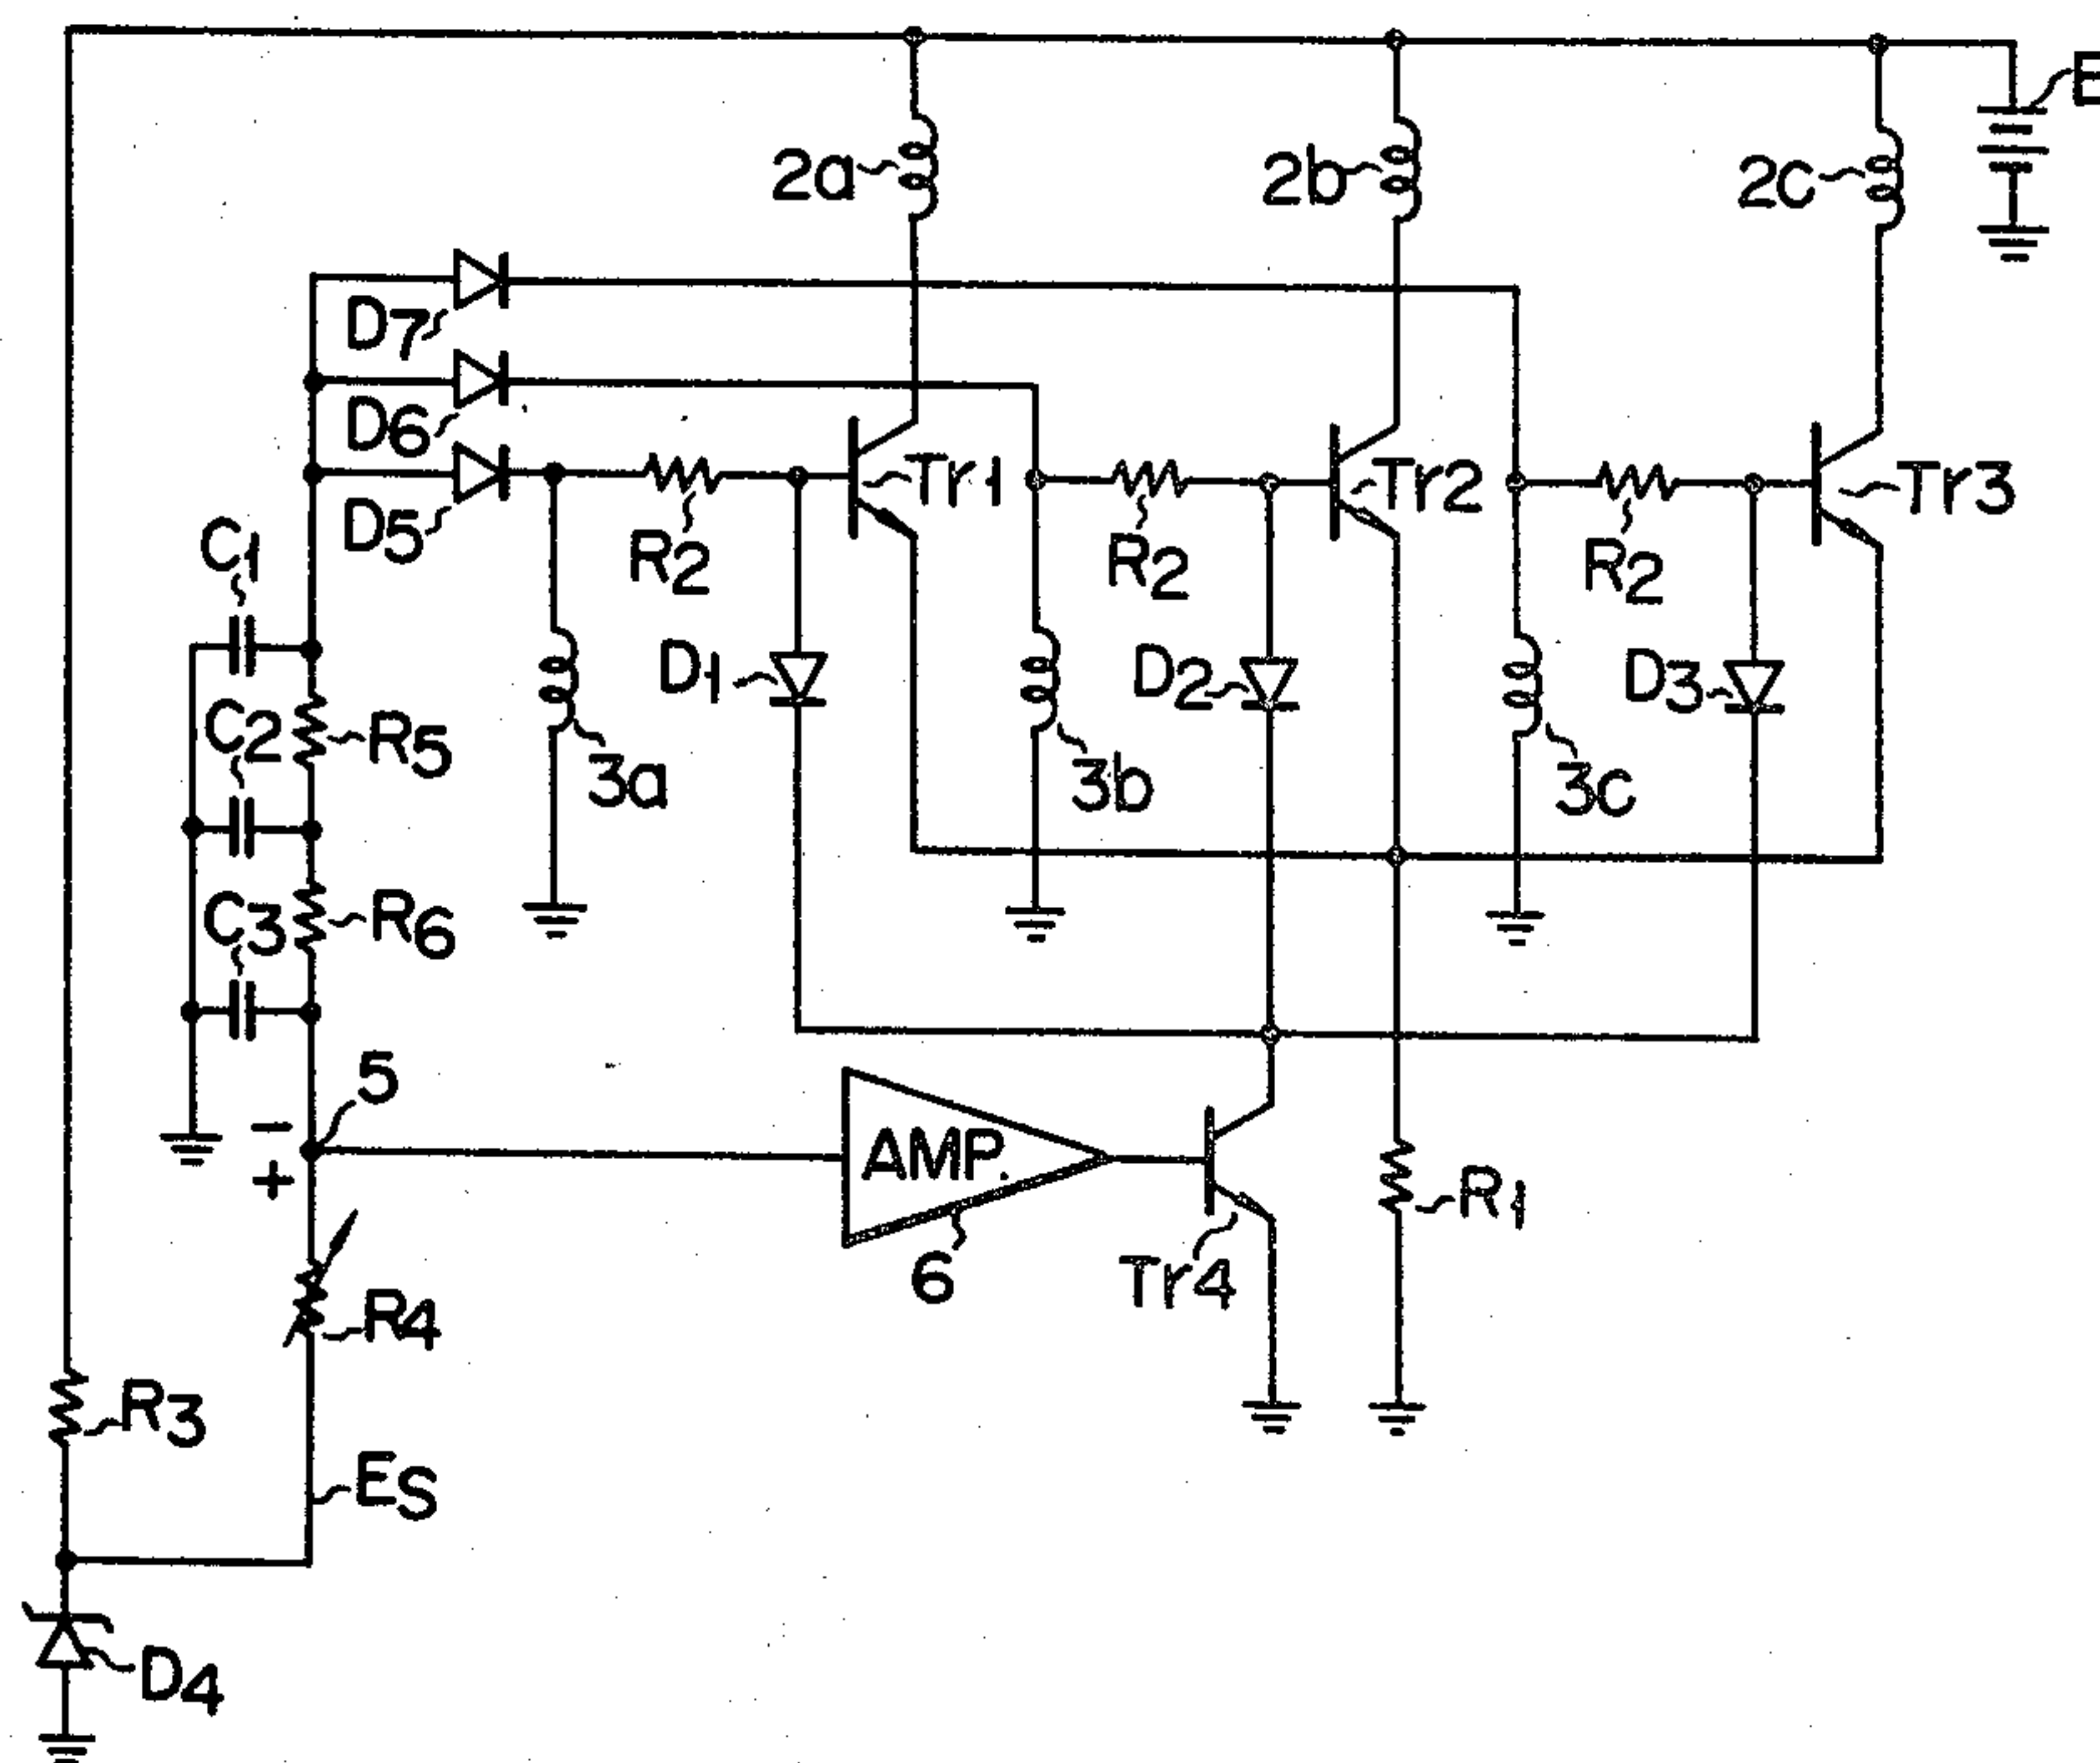 E
2a
2b
2c
D7
D6
D5
Tr1
Tr2
Tr3
C1
R2
R2
R2
D1
D2
D3
C2
R5
3a
3b
3c
C3
R6
5
−
+
AMP.
R1
6
Tr4
R4
R3
ES
D4